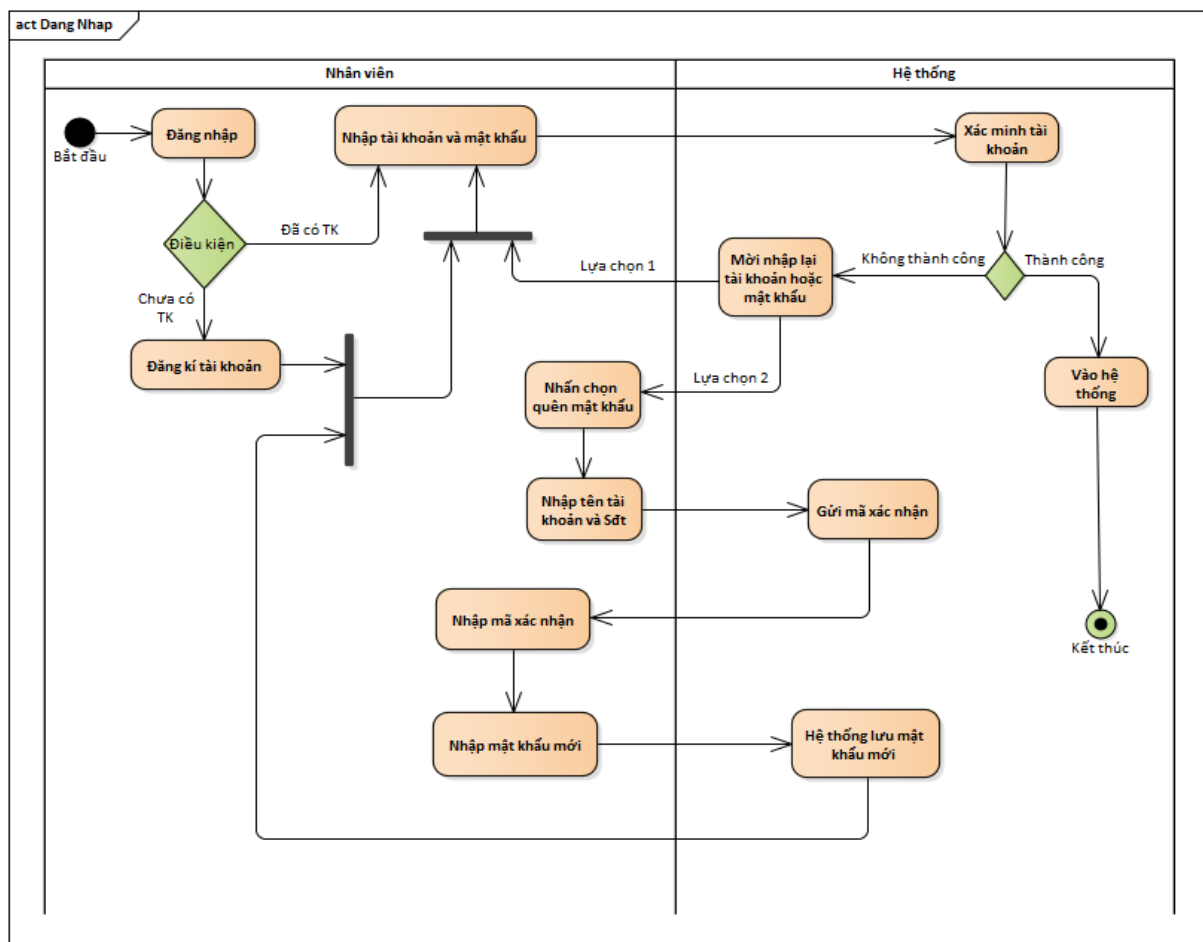 act Dang Nhap
Nhân viên
Hệ thống
Bắt đầu
Đăng nhập
Nhập tài khoản và mật khẩu
Xác minh tài
khoản
Điều kiện
Đã có TK
Chưa có
TK
Lựa chọn 1
Mời nhập lại
tài khoản hoặc
mật khẩu
Không thành công
Thành công
Đăng kí tài khoản
Lựa chọn 2
Nhấn chọn
quên mật khẩu
Vào hệ
thống
Nhập tên tài
khoản và Sđt
Gửi mã xác nhận
Nhập mã xác nhận
Kết thúc
Nhập mật khẩu mới
Hệ thống lưu mật
khẩu mới